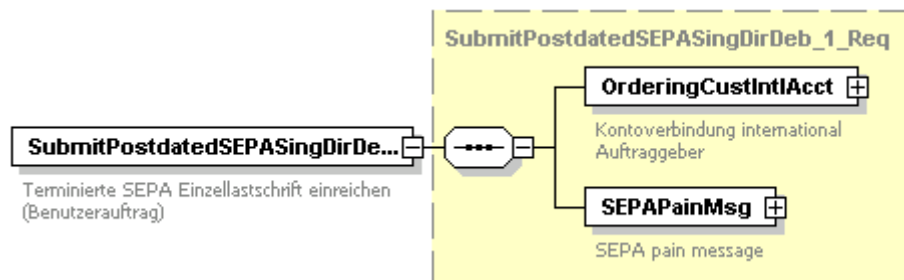 SubmitPostdatedSEPASingDirDeb_1_Req
OrderingCustIntlAcct
Kontoverbindung international
Auftraggeber
SubmitPostdatedSEPASingDirDe...
Terminierte SEPA Einzellastschrift einreichen
(Benutzerauftrag)
SEPAPainMsg
SEPA pain message